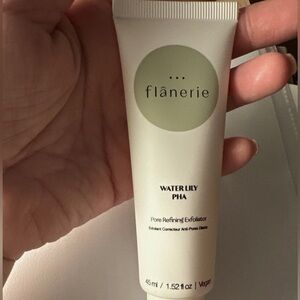 flânerie
WATER LILY
PHA
Pore Refining Exfoliator
Exfoliant Correcteur Anti-Pores Dilatés
45 ml / 1.52 fl oz | Vegan